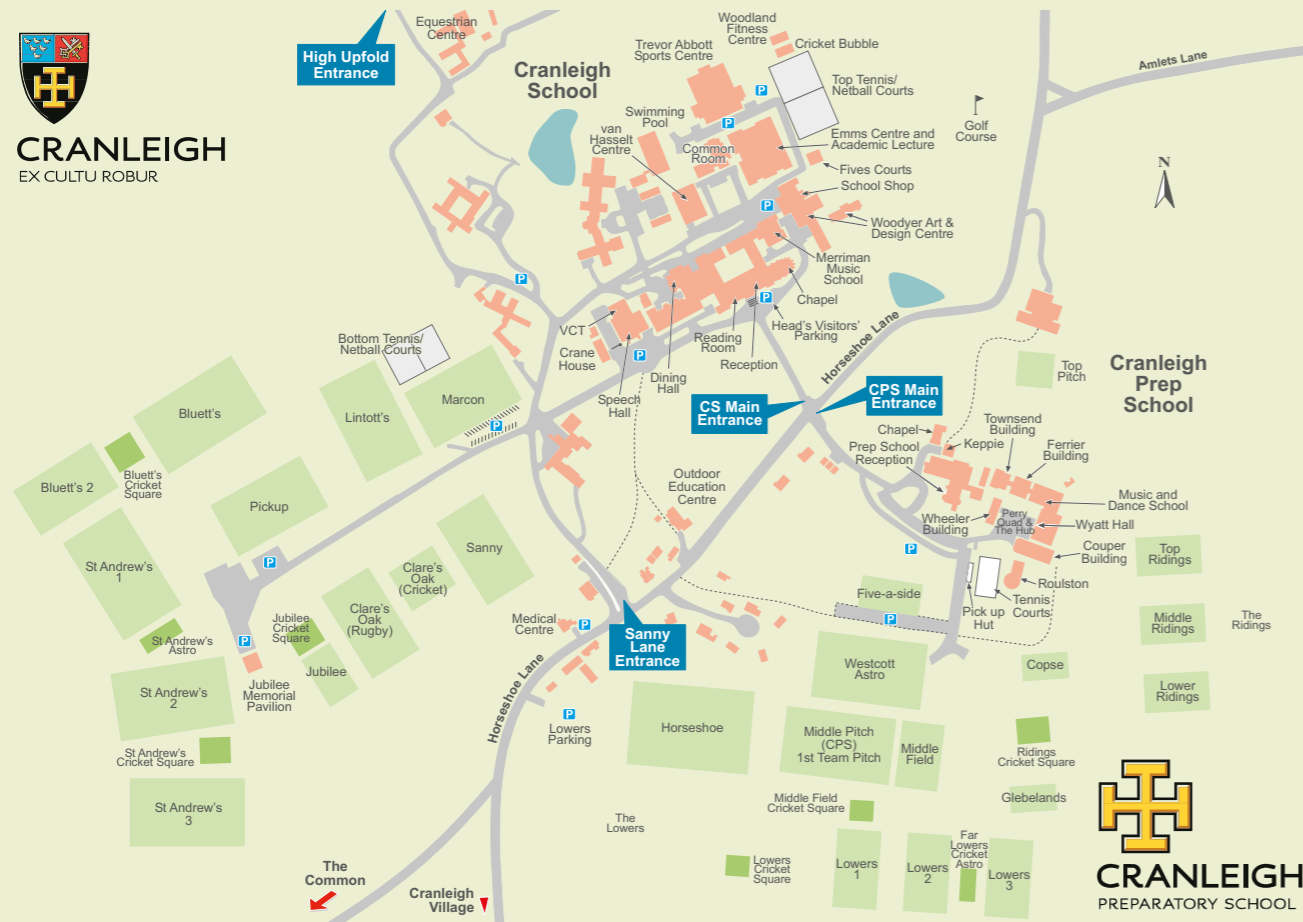 CRANLEIGH
EX CULTU ROBUR
High Upfold
Entrance
Equestrian
Centre
Cranleigh
School
Woodland
Fitness
Centre
Trevor Abbott
Sports Centre
Cricket Bubble
Top Tennis/
Netball Courts
Amlets Lane
Swimming
Pool
van
Hasselt
Centre
Common
Room
Emms Centre and
Academic Lecture
Golf
Course
N
Fives Courts
School Shop
Woodyer Art &
Design Centre
Merriman
Music
School
Chapel
Head's Visitors'
Parking
Reading
Room
Reception
Horseshoe Lane
VCT
Crane
House
Speech
Hall
Dining
Hall
Bottom Tennis/
Netball Courts
CS Main
Entrance
CPS Main
Entrance
Cranleigh
Prep
School
Top
Pitch
Townsend
Building
Chapel
Keppie
Ferrier
Building
Prep School
Reception
Music and
Dance School
Wheeler
Building
Perry
Quad &
The Hub
Wyatt Hall
Couper
Building
Roulston
Tennis
Courts
Pick up
Hut
Top
Ridings
Middle
Ridings
The
Ridings
Lower
Ridings
Bluett's
Lintott's
Marcon
Bluett's 2
Bluett's
Cricket
Square
Pickup
Outdoor
Education
Centre
St Andrew's
1
Sanny
Clare's
Oak
(Cricket)
Clare's
Oak
(Rugby)
Jubilee
Cricket
Square
Jubilee
St Andrew's
Astro
St Andrew's
2
Jubilee
Memorial
Pavilion
St Andrew's
Cricket Square
St Andrew's
3
Medical
Centre
Sanny
Lane
Entrance
Horseshoe Lane
Lowers
Parking
Five-a-side
Westcott
Astro
Copse
Horseshoe
Middle Pitch
(CPS)
1st Team Pitch
Middle
Field
Ridings
Cricket Square
Glebelands
Middle Field
Cricket Square
The
Lowers
Lowers
Cricket
Square
Lowers
1
Lowers
2
Far
Lowers
Cricket
Astro
Lowers
3
The
Common
Cranleigh
Village
CRANLEIGH
PREPARATORY SCHOOL
P
P
P
P
P
P
P
P
P
P
P
P
P
P